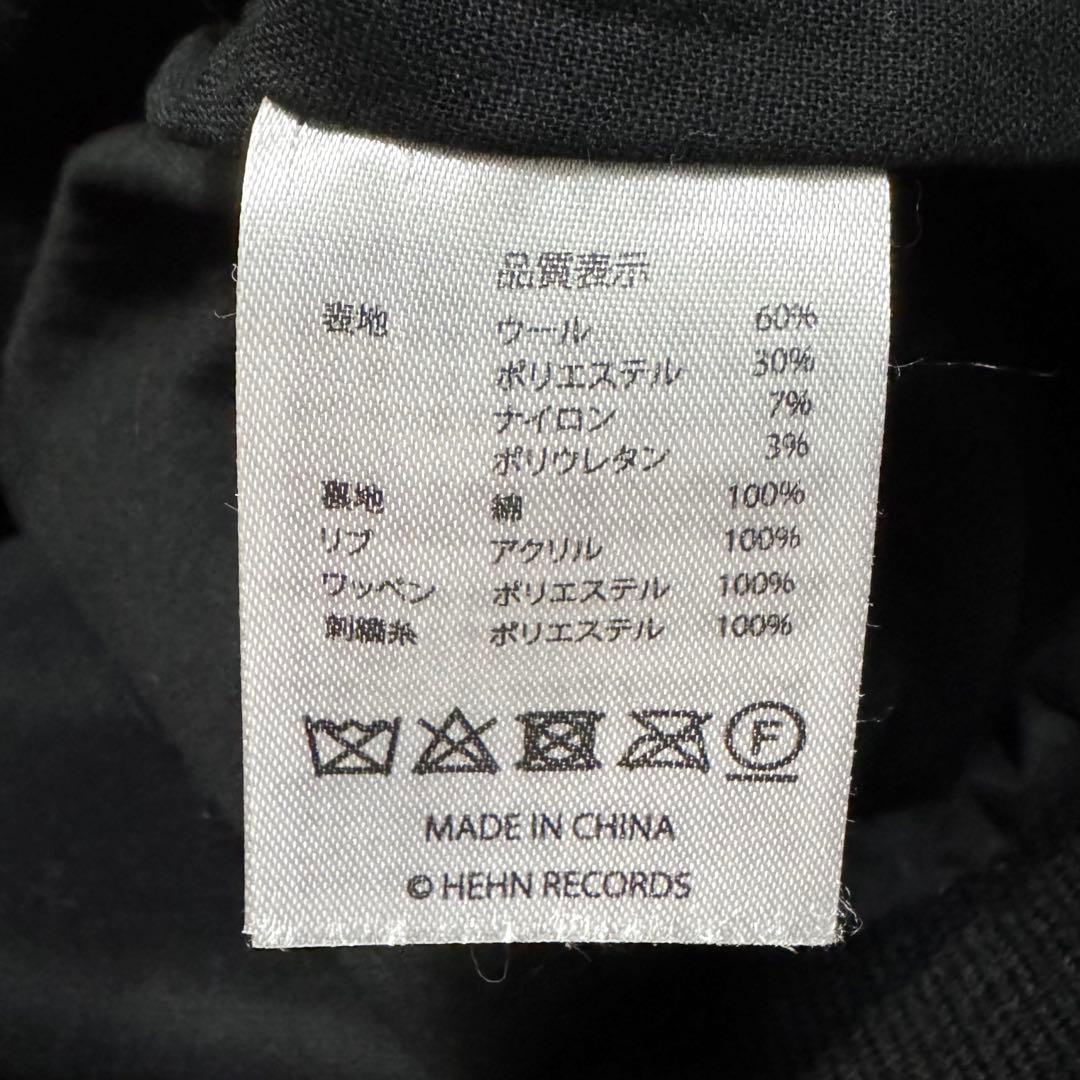 品質表示
表地 ウール 60%
ポリエステル 30%
ナイロン 7%
ポリウレタン 3%
裏地 綿 100%
リブ アクリル 100%
ワッペン ポリエステル 100%
刺繍糸 ポリエステル 100%
F
MADE IN CHINA
© HEHN RECORDS